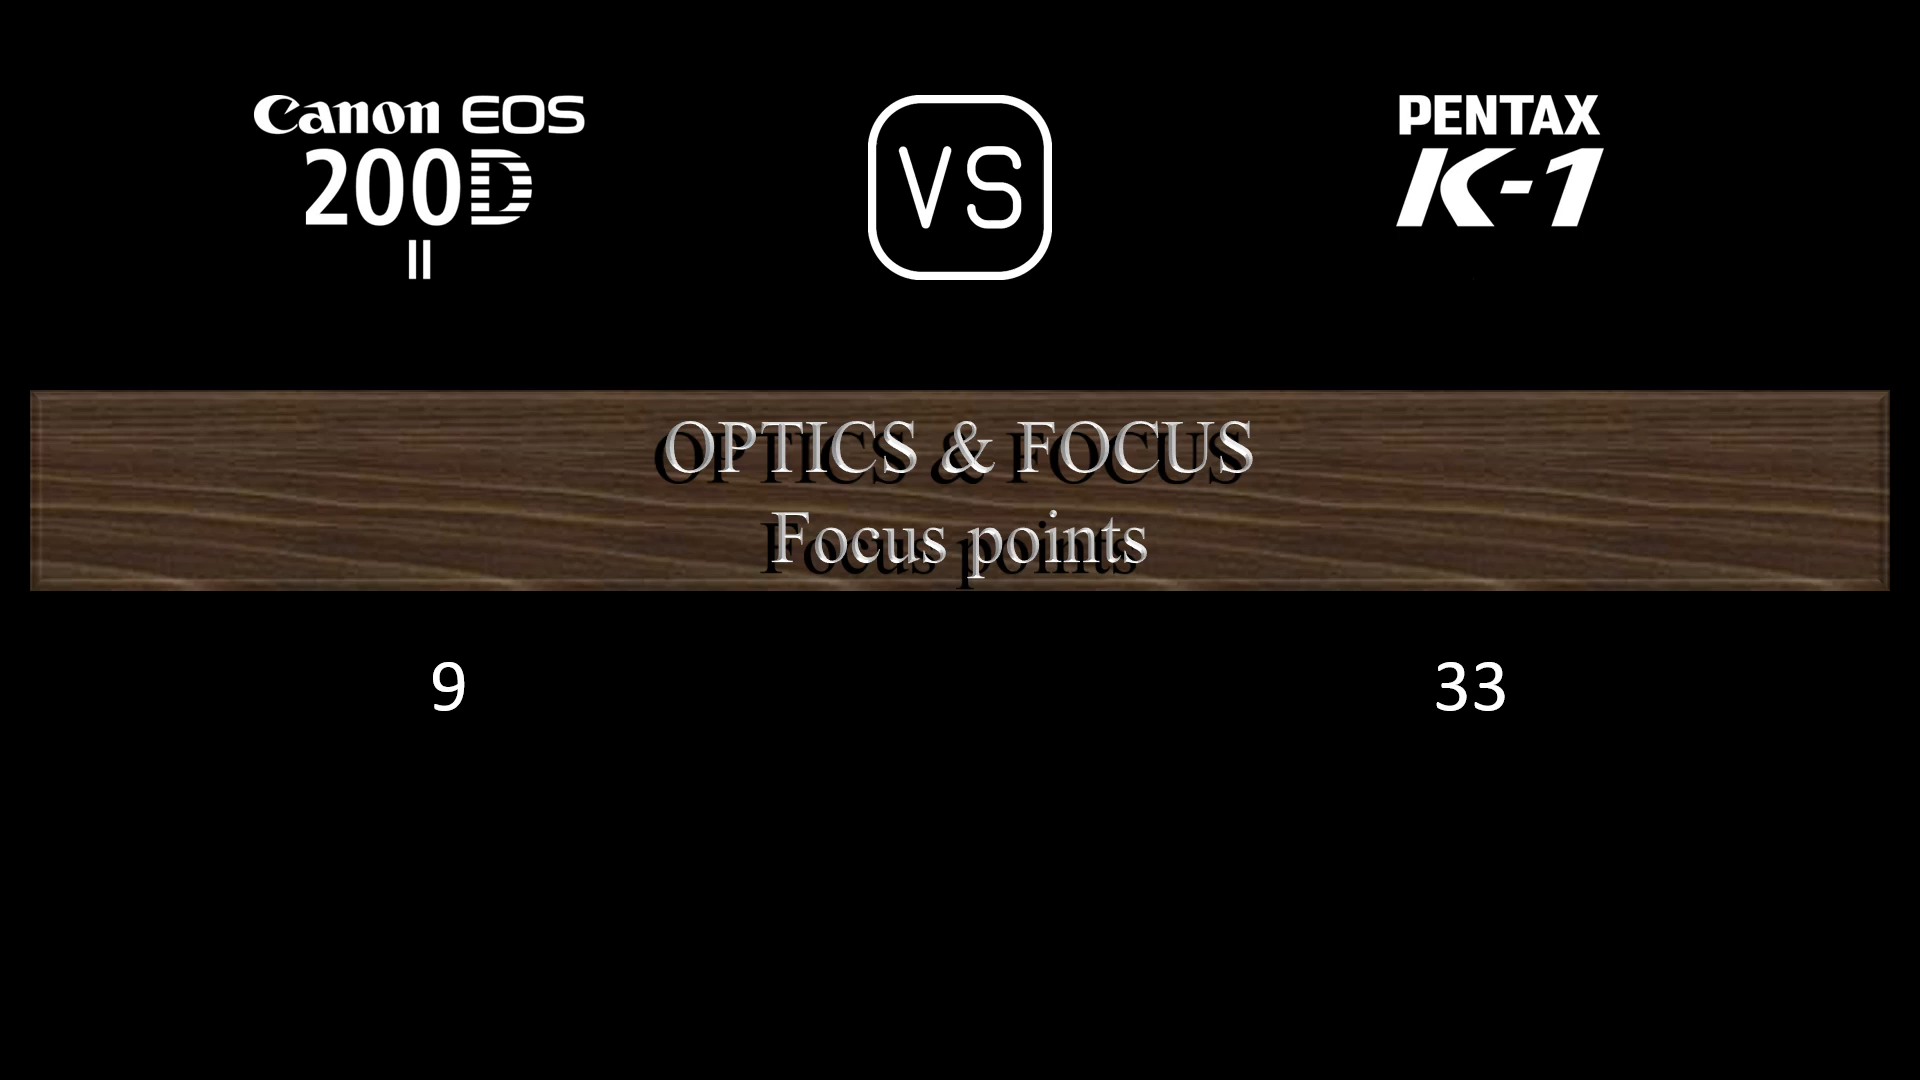 Canon EOS
200D
II
VS
PENTAX
K-1
OPTICS & FOCUS
Focus points
9
33